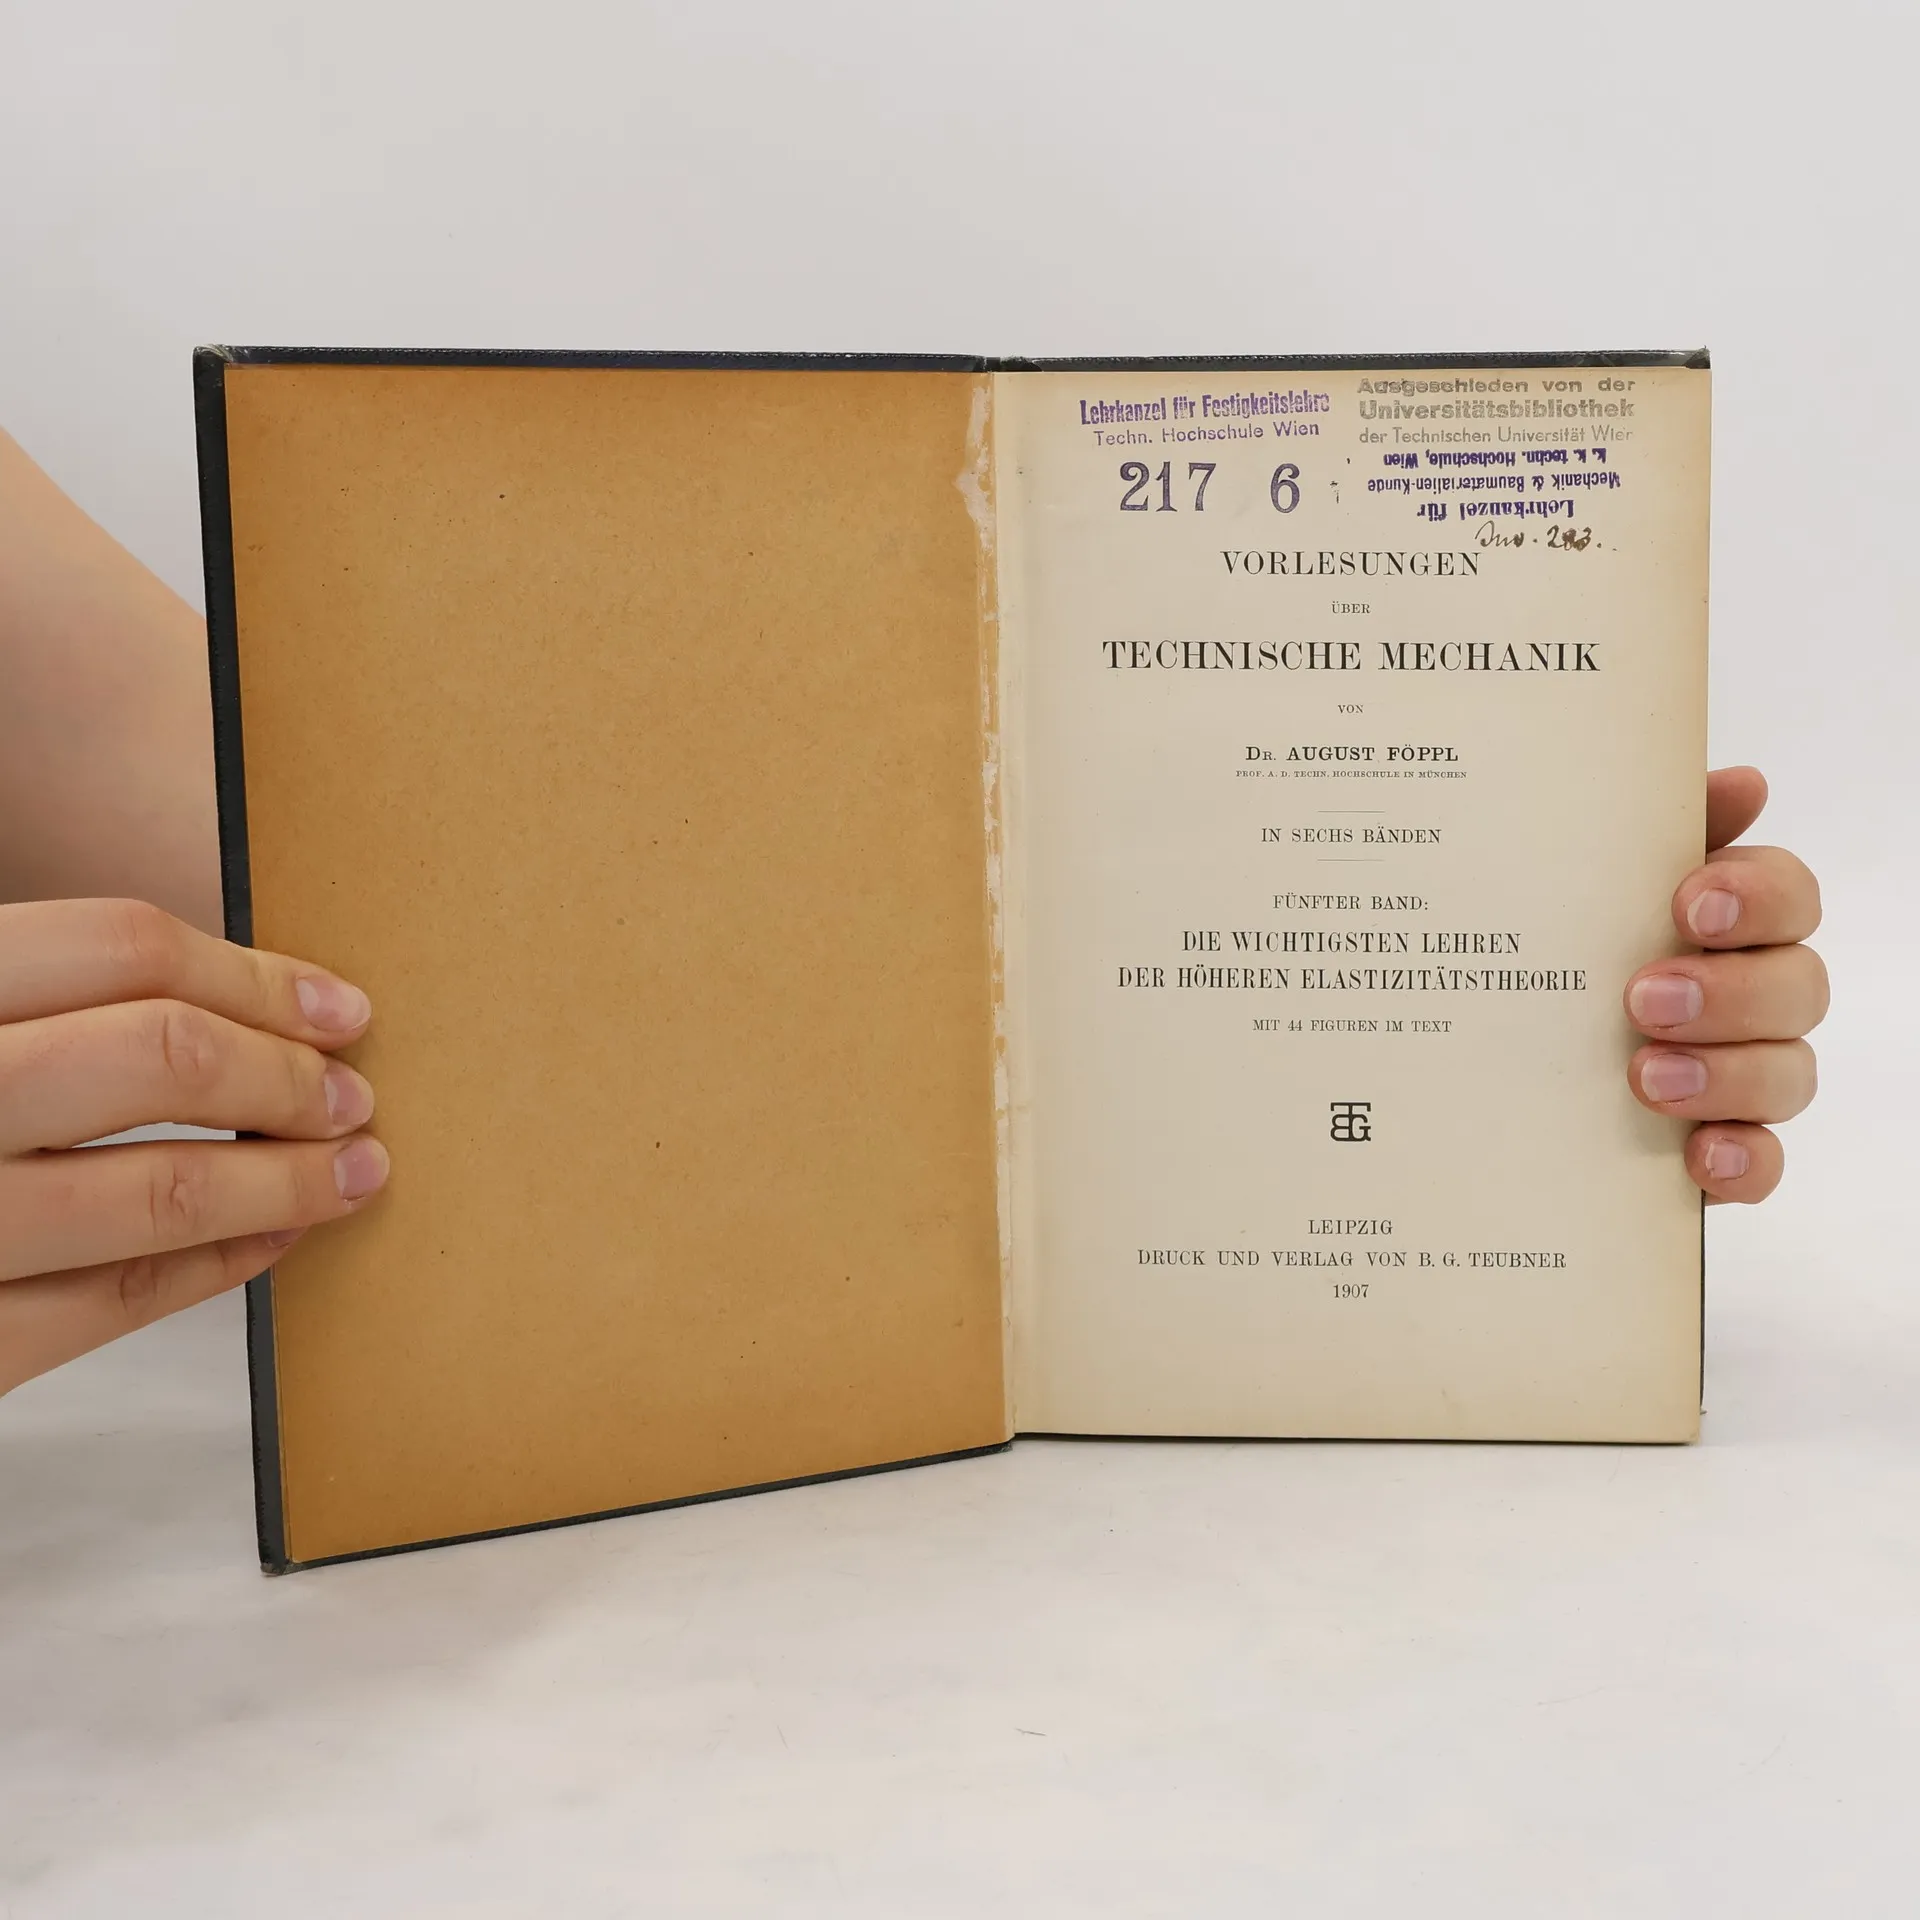 Lehrkanzel für Festigkeitslehre
Techn. Hochschule Wien
217 6
Ausgeschieden von der
Universitätsbibliothek
der Technischen Universität Wien
Lehrkanzel für
Mechanik & Baumaterialien-Kunde
k. k. techn. Hochschule, Wien
Inv. 283.
VORLESUNGEN
ÜBER
TECHNISCHE MECHANIK
VON
DR. AUGUST FÖPPL
PROF. A. D. TECHN. HOCHSCHULE IN MÜNCHEN
IN SECHS BÄNDEN
FÜNFTER BAND:
DIE WICHTIGSTEN LEHREN
DER HÖHEREN ELASTIZITÄTSTHEORIE
MIT 44 FIGUREN IM TEXT
BTG
LEIPZIG
DRUCK UND VERLAG VON B. G. TEUBNER
1907